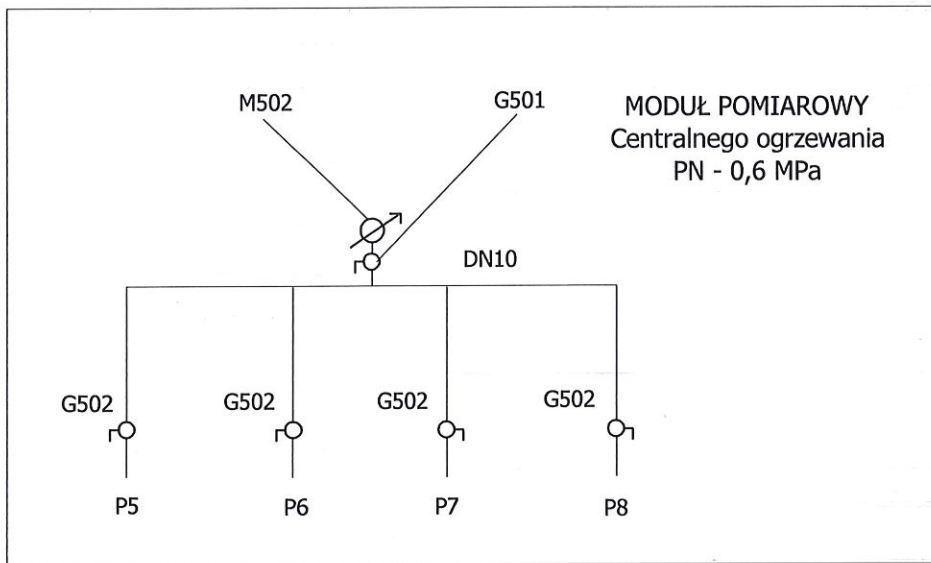 M502
G501
MODUŁ POMIAROWY
Centralnego ogrzewania
PN - 0,6 MPa
DN10
G502
G502
G502
G502
P5
P6
P7
P8